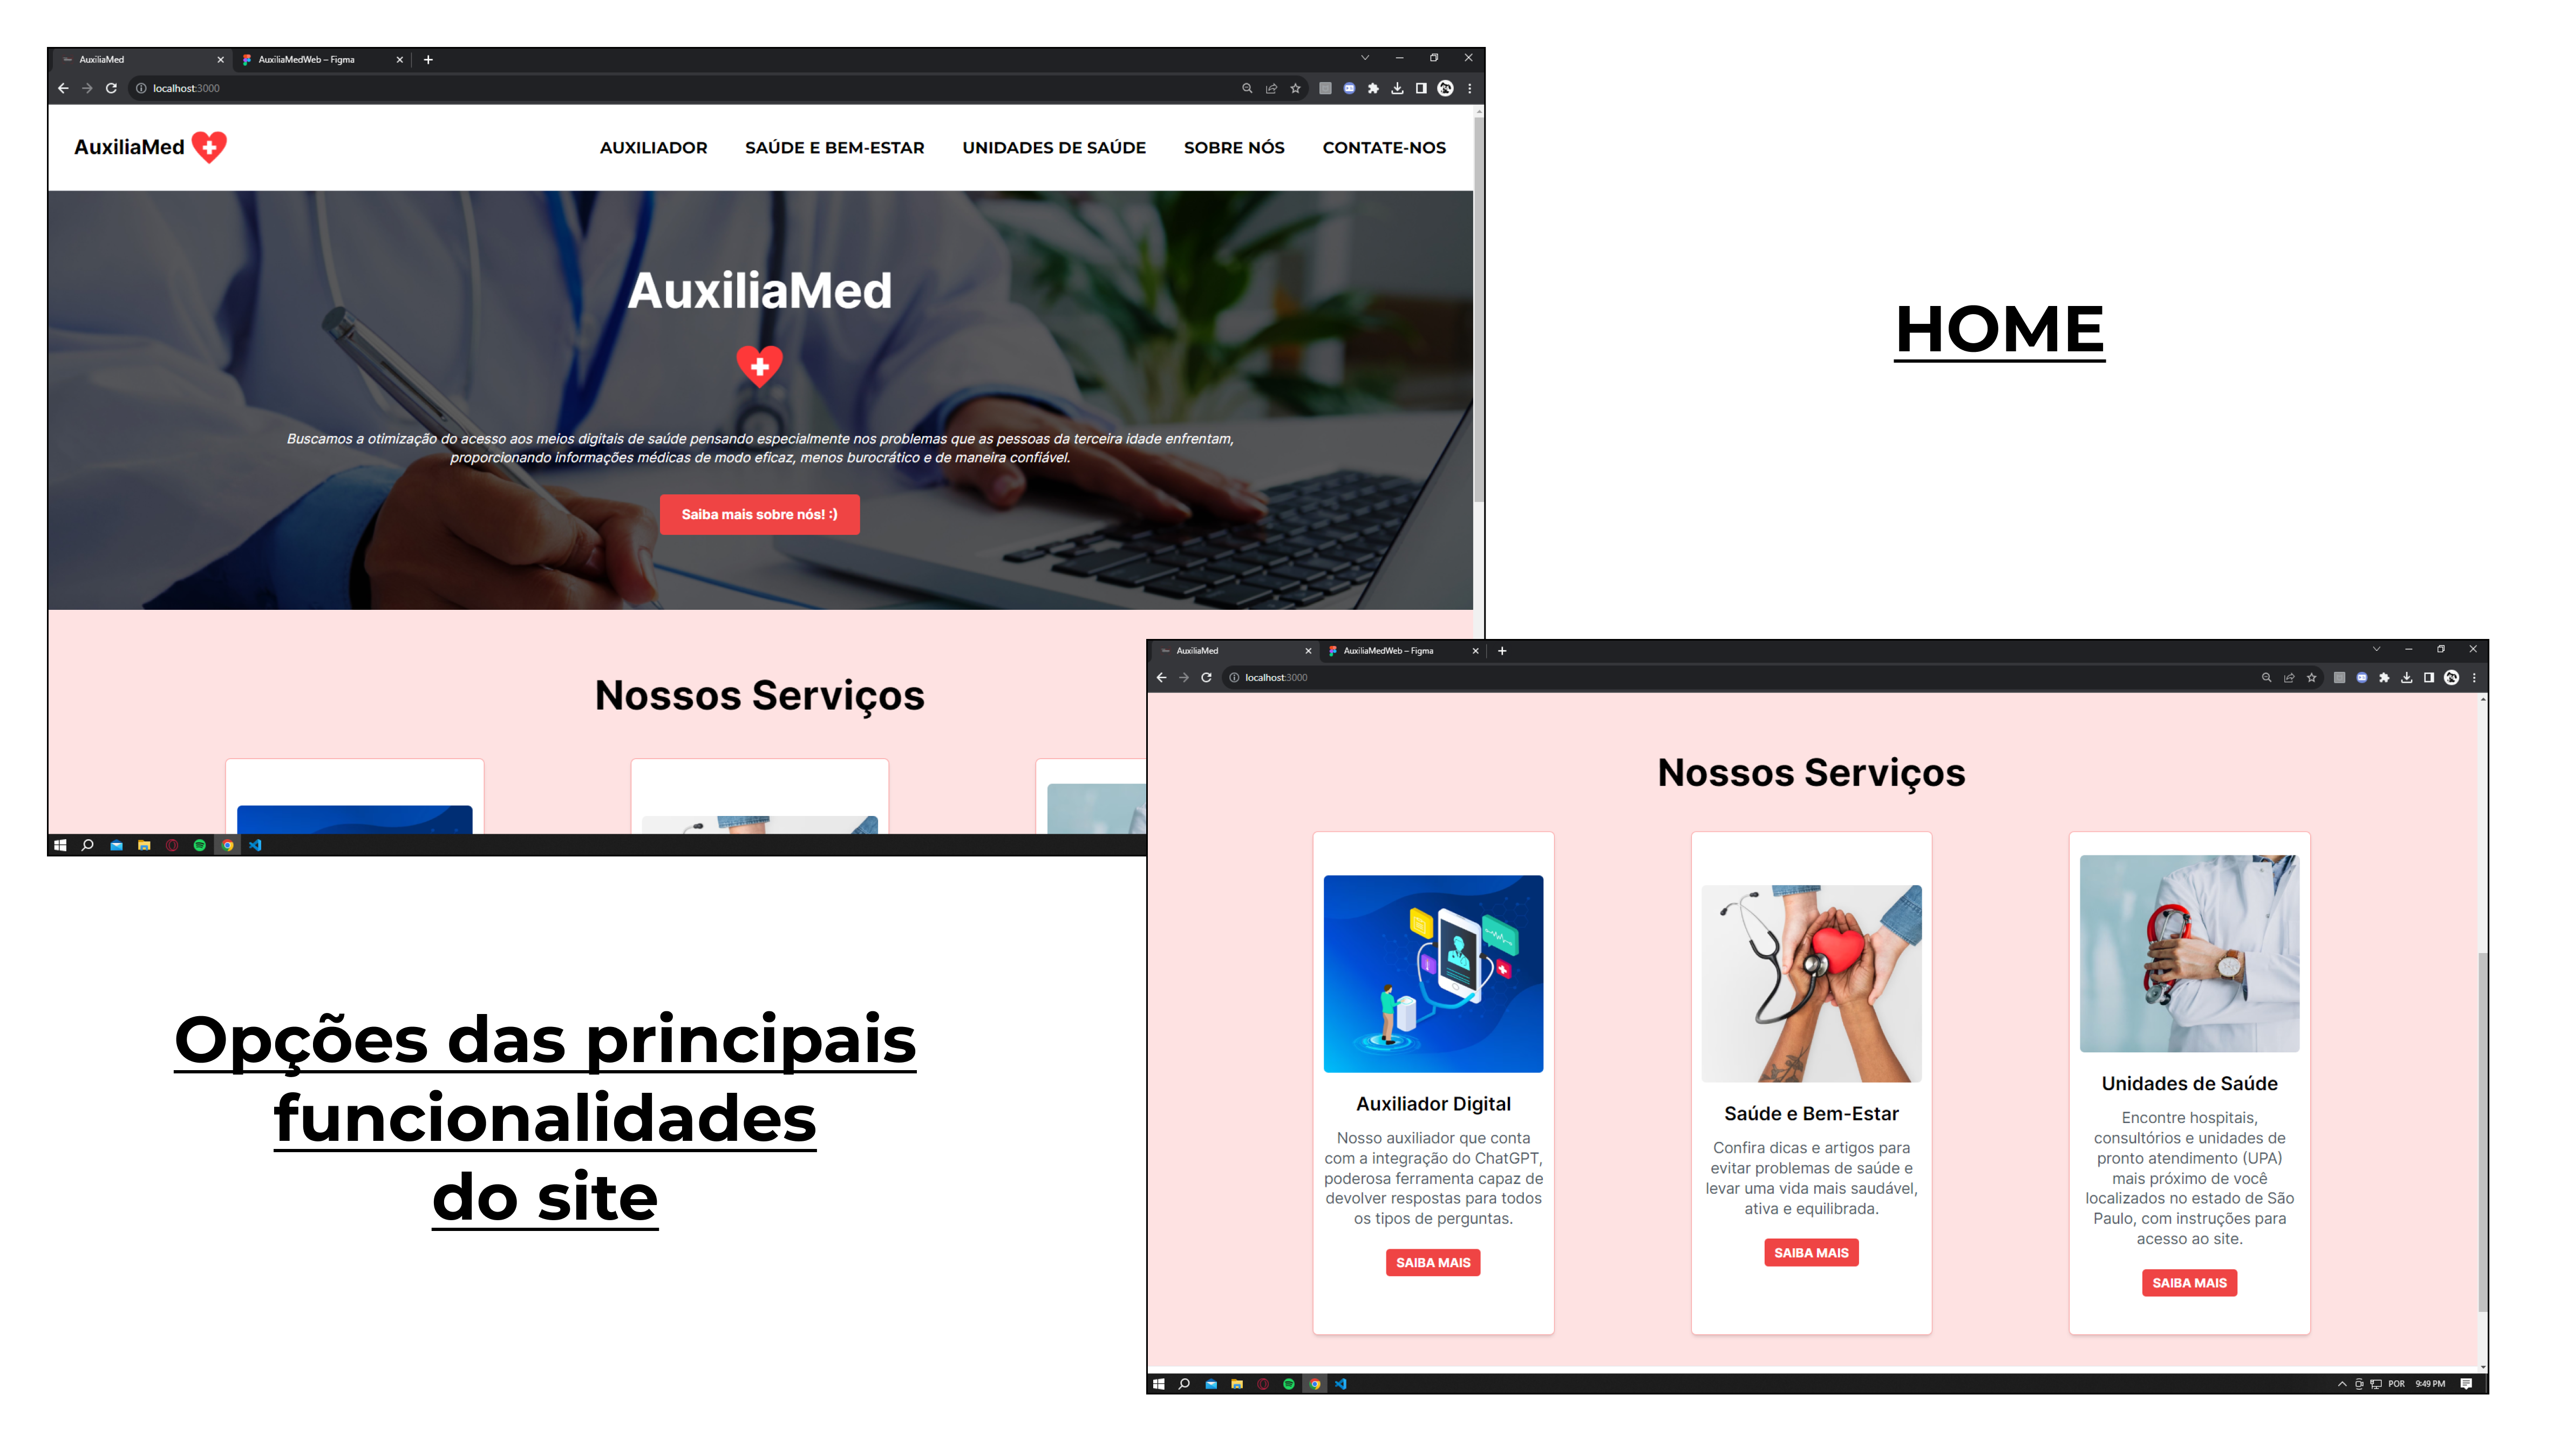 AuxiliaMed
AuxiliaMedWeb – Figma
localhost:3000
AuxiliaMed
AUXILIADOR
SAÚDE E BEM-ESTAR
UNIDADES DE SAÚDE
SOBRE NÓS
CONTATE-NOS
AuxiliaMed
Buscamos a otimização do acesso aos meios digitais de saúde pensando especialmente nos problemas que as pessoas da terceira idade enfrentam,
proporcionando informações médicas de modo eficaz, menos burocrático e de maneira confiável.
Saiba mais sobre nós! :)
Nossos Serviços
HOME
AuxiliaMed
AuxiliaMedWeb – Figma
localhost:3000
Nossos Serviços
Auxiliador Digital
Nosso auxiliador que conta
com a integração do ChatGPT,
poderosa ferramenta capaz de
devolver respostas para todos
os tipos de perguntas.
SAIBA MAIS
Saúde e Bem-Estar
Confira dicas e artigos para
evitar problemas de saúde e
levar uma vida mais saudável,
ativa e equilibrada.
SAIBA MAIS
Unidades de Saúde
Encontre hospitais,
consultórios e unidades de
pronto atendimento (UPA)
mais próximo de você
localizados no estado de São
Paulo, com instruções para
acesso ao site.
SAIBA MAIS
POR
9:49 PM
Opções das principais
funcionalidades
do site